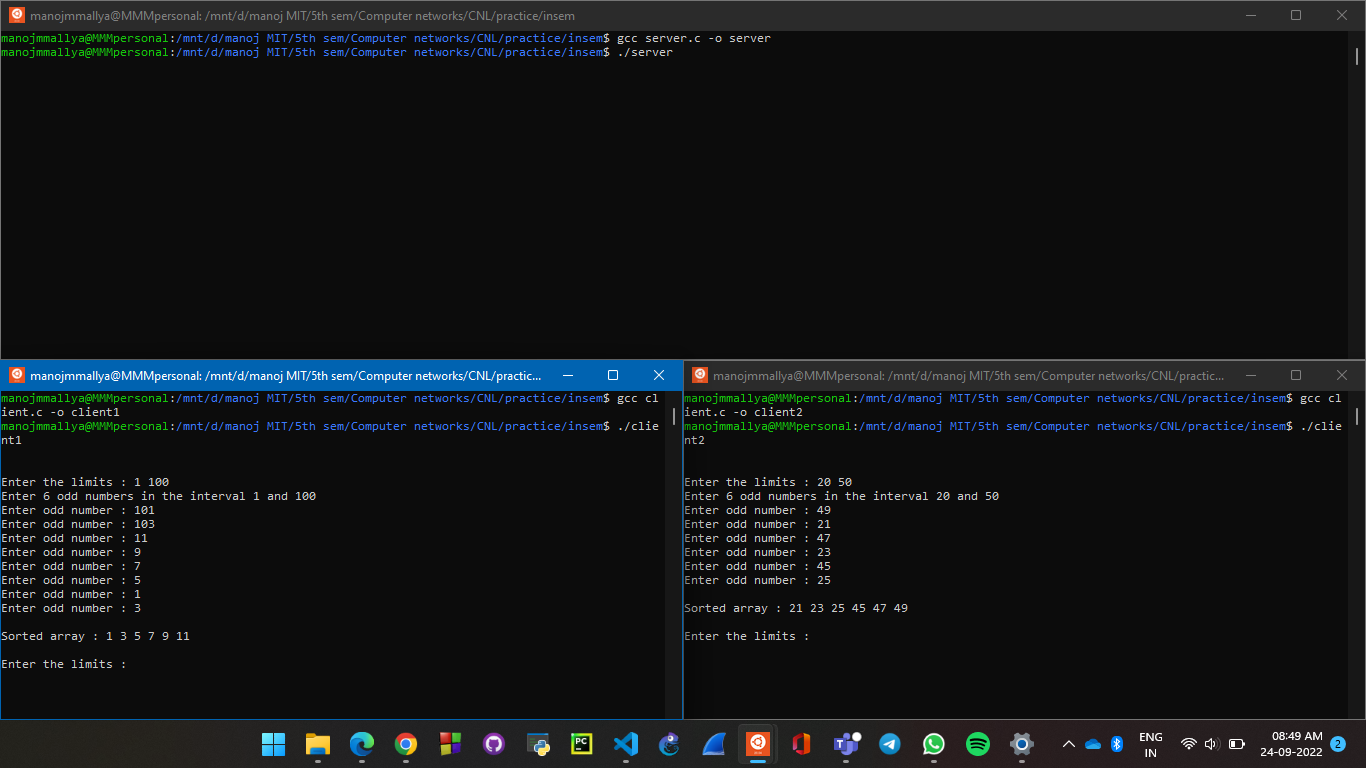 manojmmallya@MMMpersonal: /mnt/d/manoj MIT/5th sem/Computer networks/CNL/practice/insem
manojmmallya@MMMpersonal:/mnt/d/manoj MIT/5th sem/Computer networks/CNL/practice/insem$ gcc server.c -o server
manojmmallya@MMMpersonal:/mnt/d/manoj MIT/5th sem/Computer networks/CNL/practice/insem$ ./server
manojmmallya@MMMpersonal: /mnt/d/manoj MIT/5th sem/Computer networks/CNL/practic...
manojmmallya@MMMpersonal:/mnt/d/manoj MIT/5th sem/Computer networks/CNL/practice/insem$ gcc cl
ient.c -o client1
manojmmallya@MMMpersonal:/mnt/d/manoj MIT/5th sem/Computer networks/CNL/practice/insem$ ./clie
nt1
Enter the limits : 1 100
Enter 6 odd numbers in the interval 1 and 100
Enter odd number : 101
Enter odd number : 103
Enter odd number : 11
Enter odd number : 9
Enter odd number : 7
Enter odd number : 5
Enter odd number : 1
Enter odd number : 3
Sorted array : 1 3 5 7 9 11
Enter the limits :
manojmmallya@MMMpersonal: /mnt/d/manoj MIT/5th sem/Computer networks/CNL/practic...
manojmmallya@MMMpersonal:/mnt/d/manoj MIT/5th sem/Computer networks/CNL/practice/insem$ gcc cl
ient.c -o client2
manojmmallya@MMMpersonal:/mnt/d/manoj MIT/5th sem/Computer networks/CNL/practice/insem$ ./clie
nt2
Enter the limits : 20 50
Enter 6 odd numbers in the interval 20 and 50
Enter odd number : 49
Enter odd number : 21
Enter odd number : 47
Enter odd number : 23
Enter odd number : 45
Enter odd number : 25
Sorted array : 21 23 25 45 47 49
Enter the limits :
PC
ENG
IN
08:49 AM
24-09-2022
2